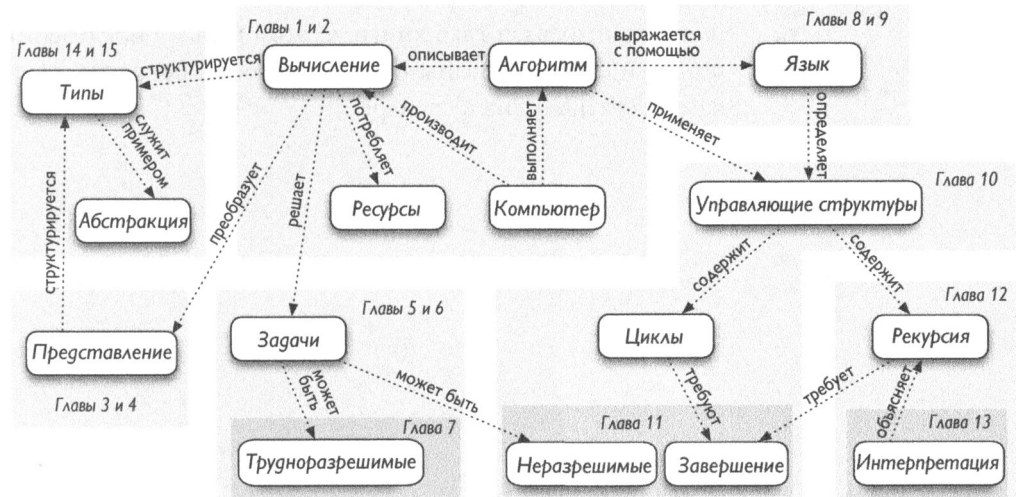 Главы 14 и 15
Главы 1 и 2
Главы 8 и 9
Типы
структурируется
Вычисление
описывает
Алгоритм
выражается
с помощью
Язык
служит
примером
Абстракция
структурируется
преобразует
решает
потребляет
Ресурсы
производит
выполняет
Компьютер
применяет
определяет
Глава 10
Управляющие структуры
содержит
содержит
Представление
Главы 3 и 4
Главы 5 и 6
Задачи
может
быть
может быть
Циклы
Глава 12
Рекурсия
требуют
требует
объясняет
Глава 7
Трудноразрешимые
Глава 11
Неразрешимые
Завершение
Глава 13
Интерпретация